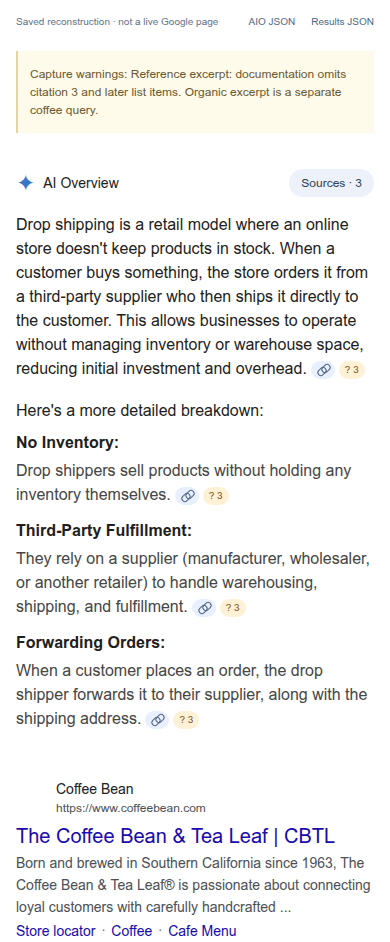 Saved reconstruction · not a live Google page AIO JSON Results JSON
Capture warnings: Reference excerpt: documentation omits
citation 3 and later list items. Organic excerpt is a separate
coffee query.
AI Overview Sources · 3
Drop shipping is a retail model where an online
store doesn't keep products in stock. When a
customer buys something, the store orders it from
a third-party supplier who then ships it directly to
the customer. This allows businesses to operate
without managing inventory or warehouse space,
reducing initial investment and overhead. ? 3
Here's a more detailed breakdown:
No Inventory:
Drop shippers sell products without holding any
inventory themselves. ? 3
Third-Party Fulfillment:
They rely on a supplier (manufacturer, wholesaler,
or another retailer) to handle warehousing,
shipping, and fulfillment. ? 3
Forwarding Orders:
When a customer places an order, the drop
shipper forwards it to their supplier, along with the
shipping address. ? 3
Coffee Bean
https://www.coffeebean.com
The Coffee Bean & Tea Leaf | CBTL
Born and brewed in Southern California since 1963, The
Coffee Bean & Tea Leaf® is passionate about connecting
loyal customers with carefully handcrafted ...
Store locator · Coffee · Cafe Menu